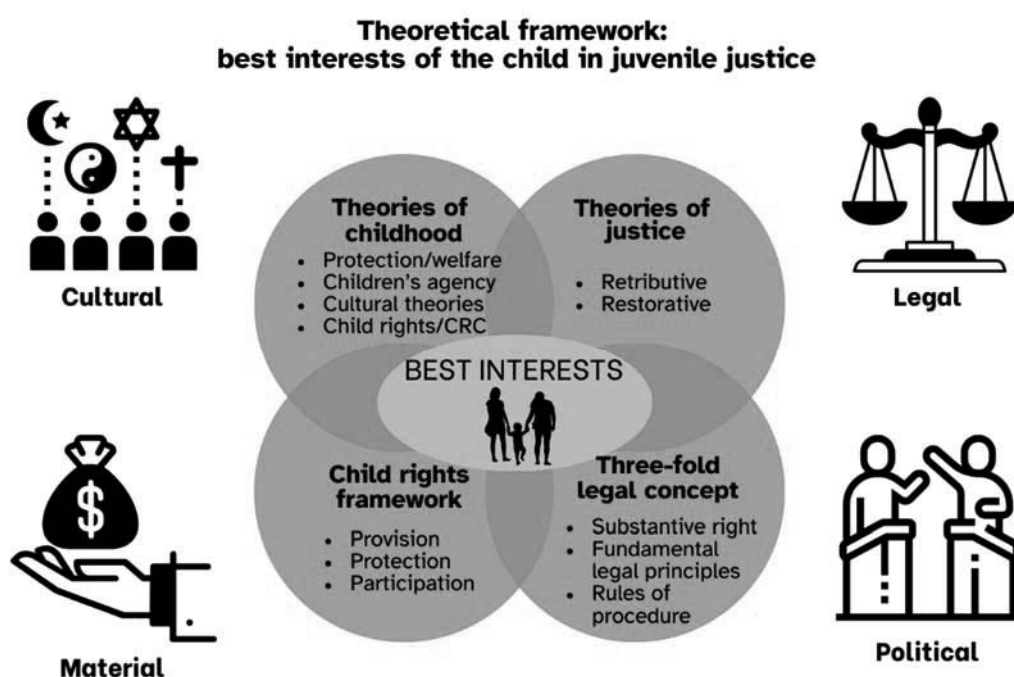 Theoretical framework:
best interests of the child in juvenile justice
Cultural
Theories of
childhood
• Protection/welfare
• Children's agency
• Cultural theories
• Child rights/CRC
Theories of
justice
• Retributive
• Restorative
Legal
BEST INTERESTS
$
Material
Child rights
framework
• Provision
• Protection
• Participation
Three-fold
legal concept
• Substantive right
• Fundamental
legal principles
• Rules of
procedure
Political